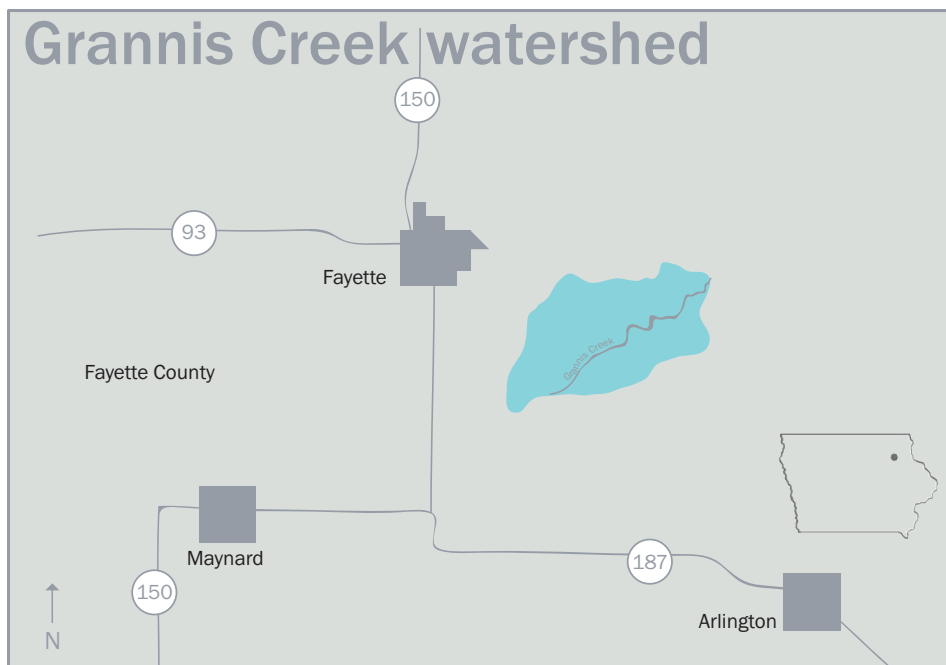 Grannis Creek watershed
150
93
Fayette
Grannis Creek
Fayette County
Maynard
187
150
Arlington
N